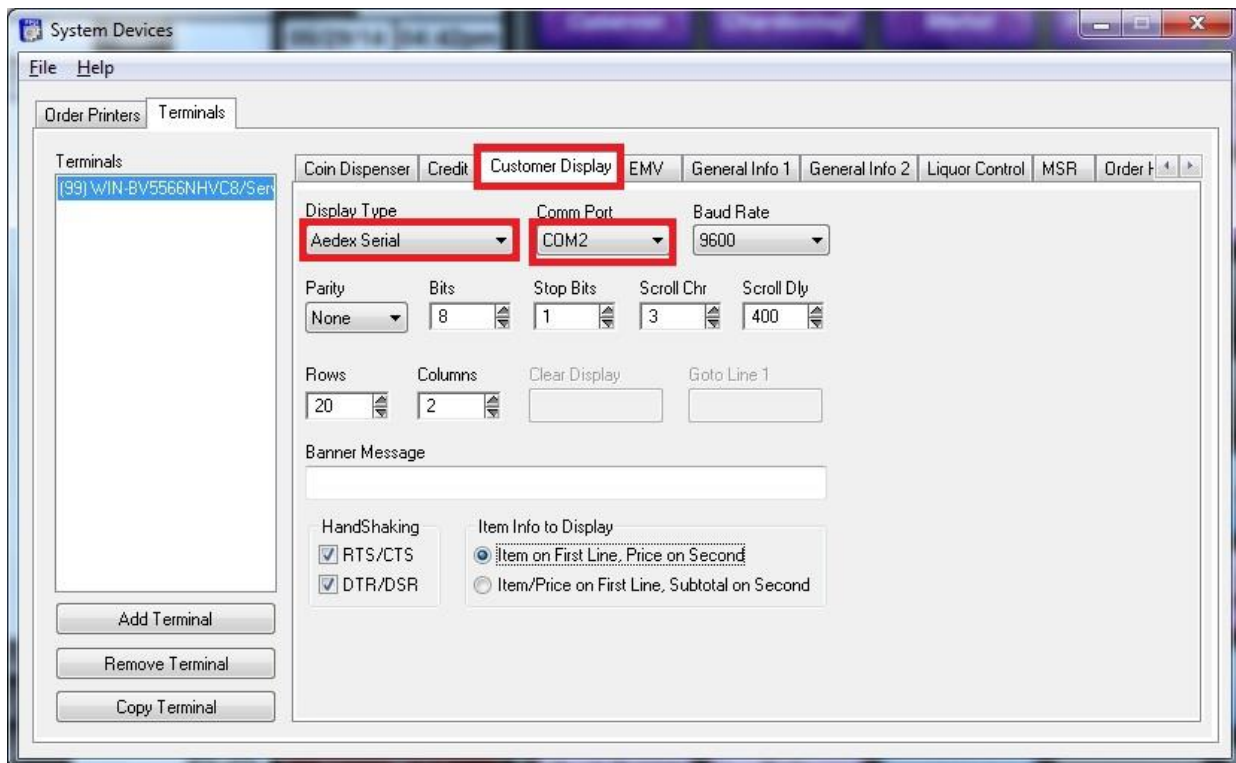 System Devices
File Help
Order Printers Terminals
Terminals
(99) WIN-BV5566NHVC8/Serv
Coin Dispenser Credit Customer Display EMV General Info 1 General Info 2 Liquor Control MSR Order H
Display Type Comm Port Baud Rate
Aedex Serial COM2 9600
Parity Bits Stop Bits Scroll Chr Scroll Dly
None 8 1 3 400
Rows Columns Clear Display Goto Line 1
20 2
Banner Message
HandShaking Item Info to Display
RTS/CTS Item on First Line, Price on Second
DTR/DSR Item/Price on First Line, Subtotal on Second
Add Terminal
Remove Terminal
Copy Terminal